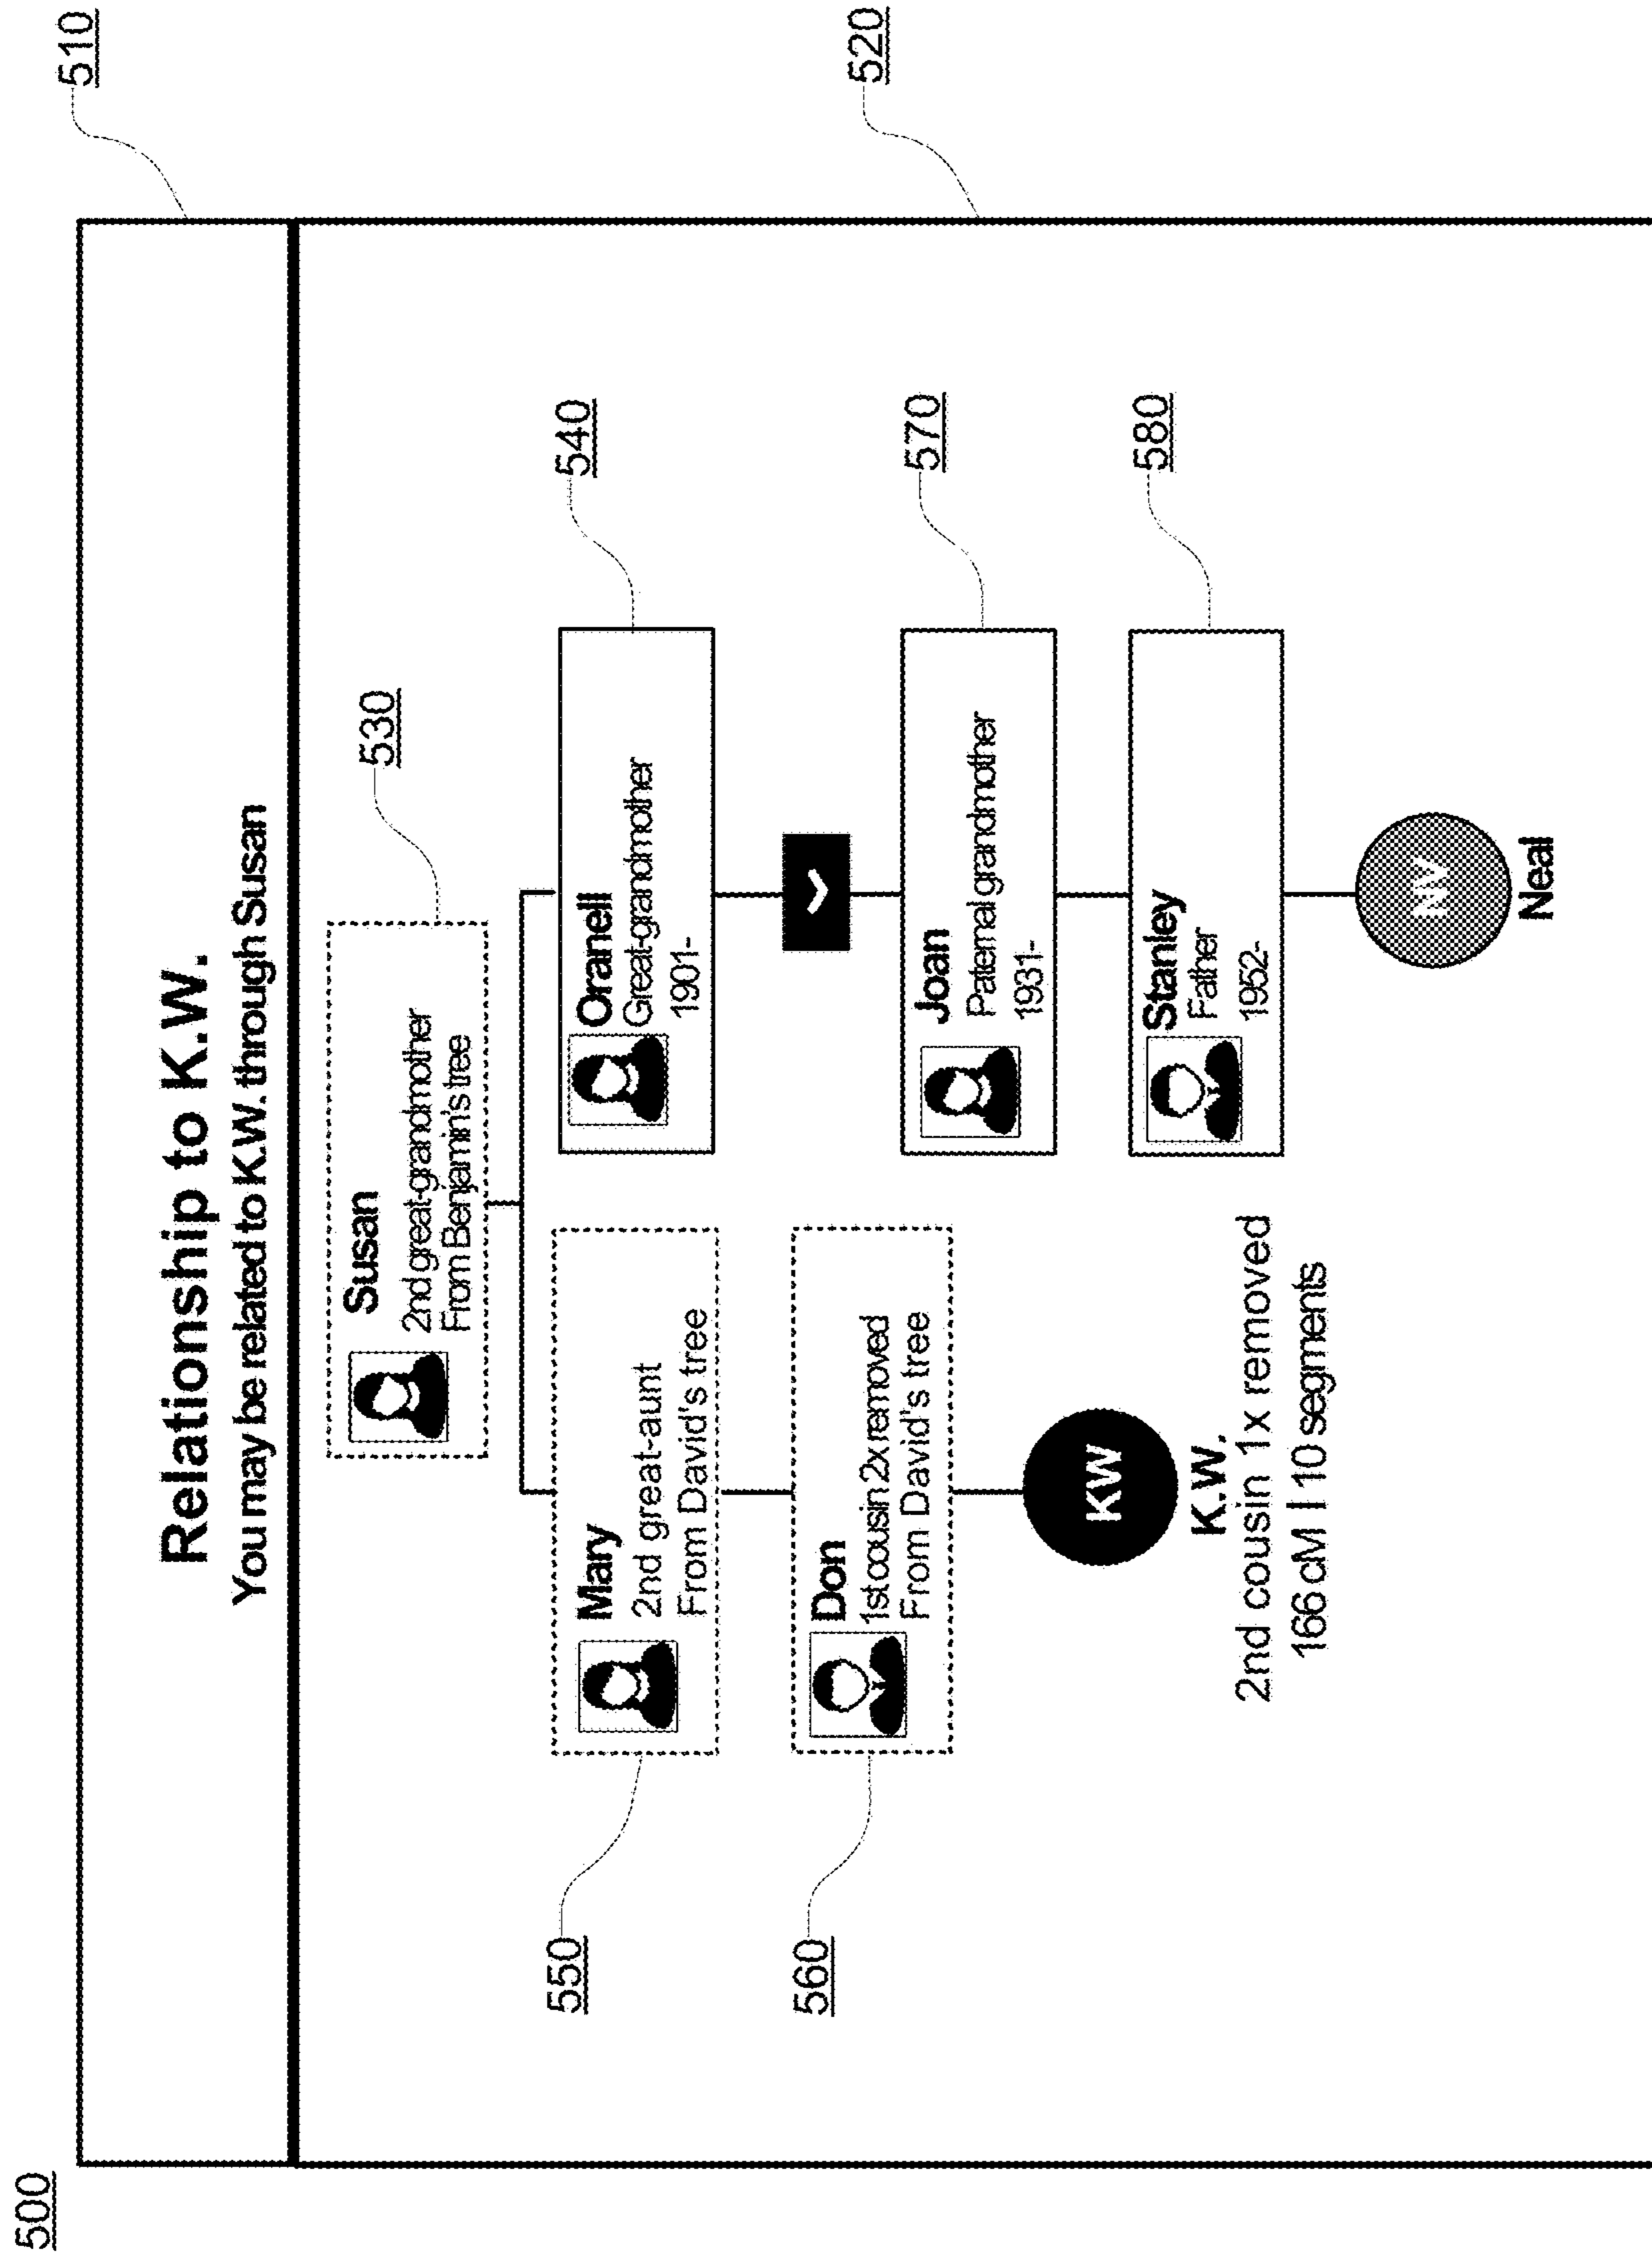 500
510
Relationship to K.W.
You may be related to K.W. through Susan
520
530
Susan
2nd great-grandmother
From Benjamin's tree
550
Mary
2nd great-aunt
From David's tree
540
Oranell
Great-grandmother
1901-
560
Don
1st cousin 2x removed
From David's tree
570
Joan
Paternal grandmother
1931-
KW
K.W.
2nd cousin 1x removed
166 cM | 10 segments
580
Stanley
Father
1952-
NV
Neal